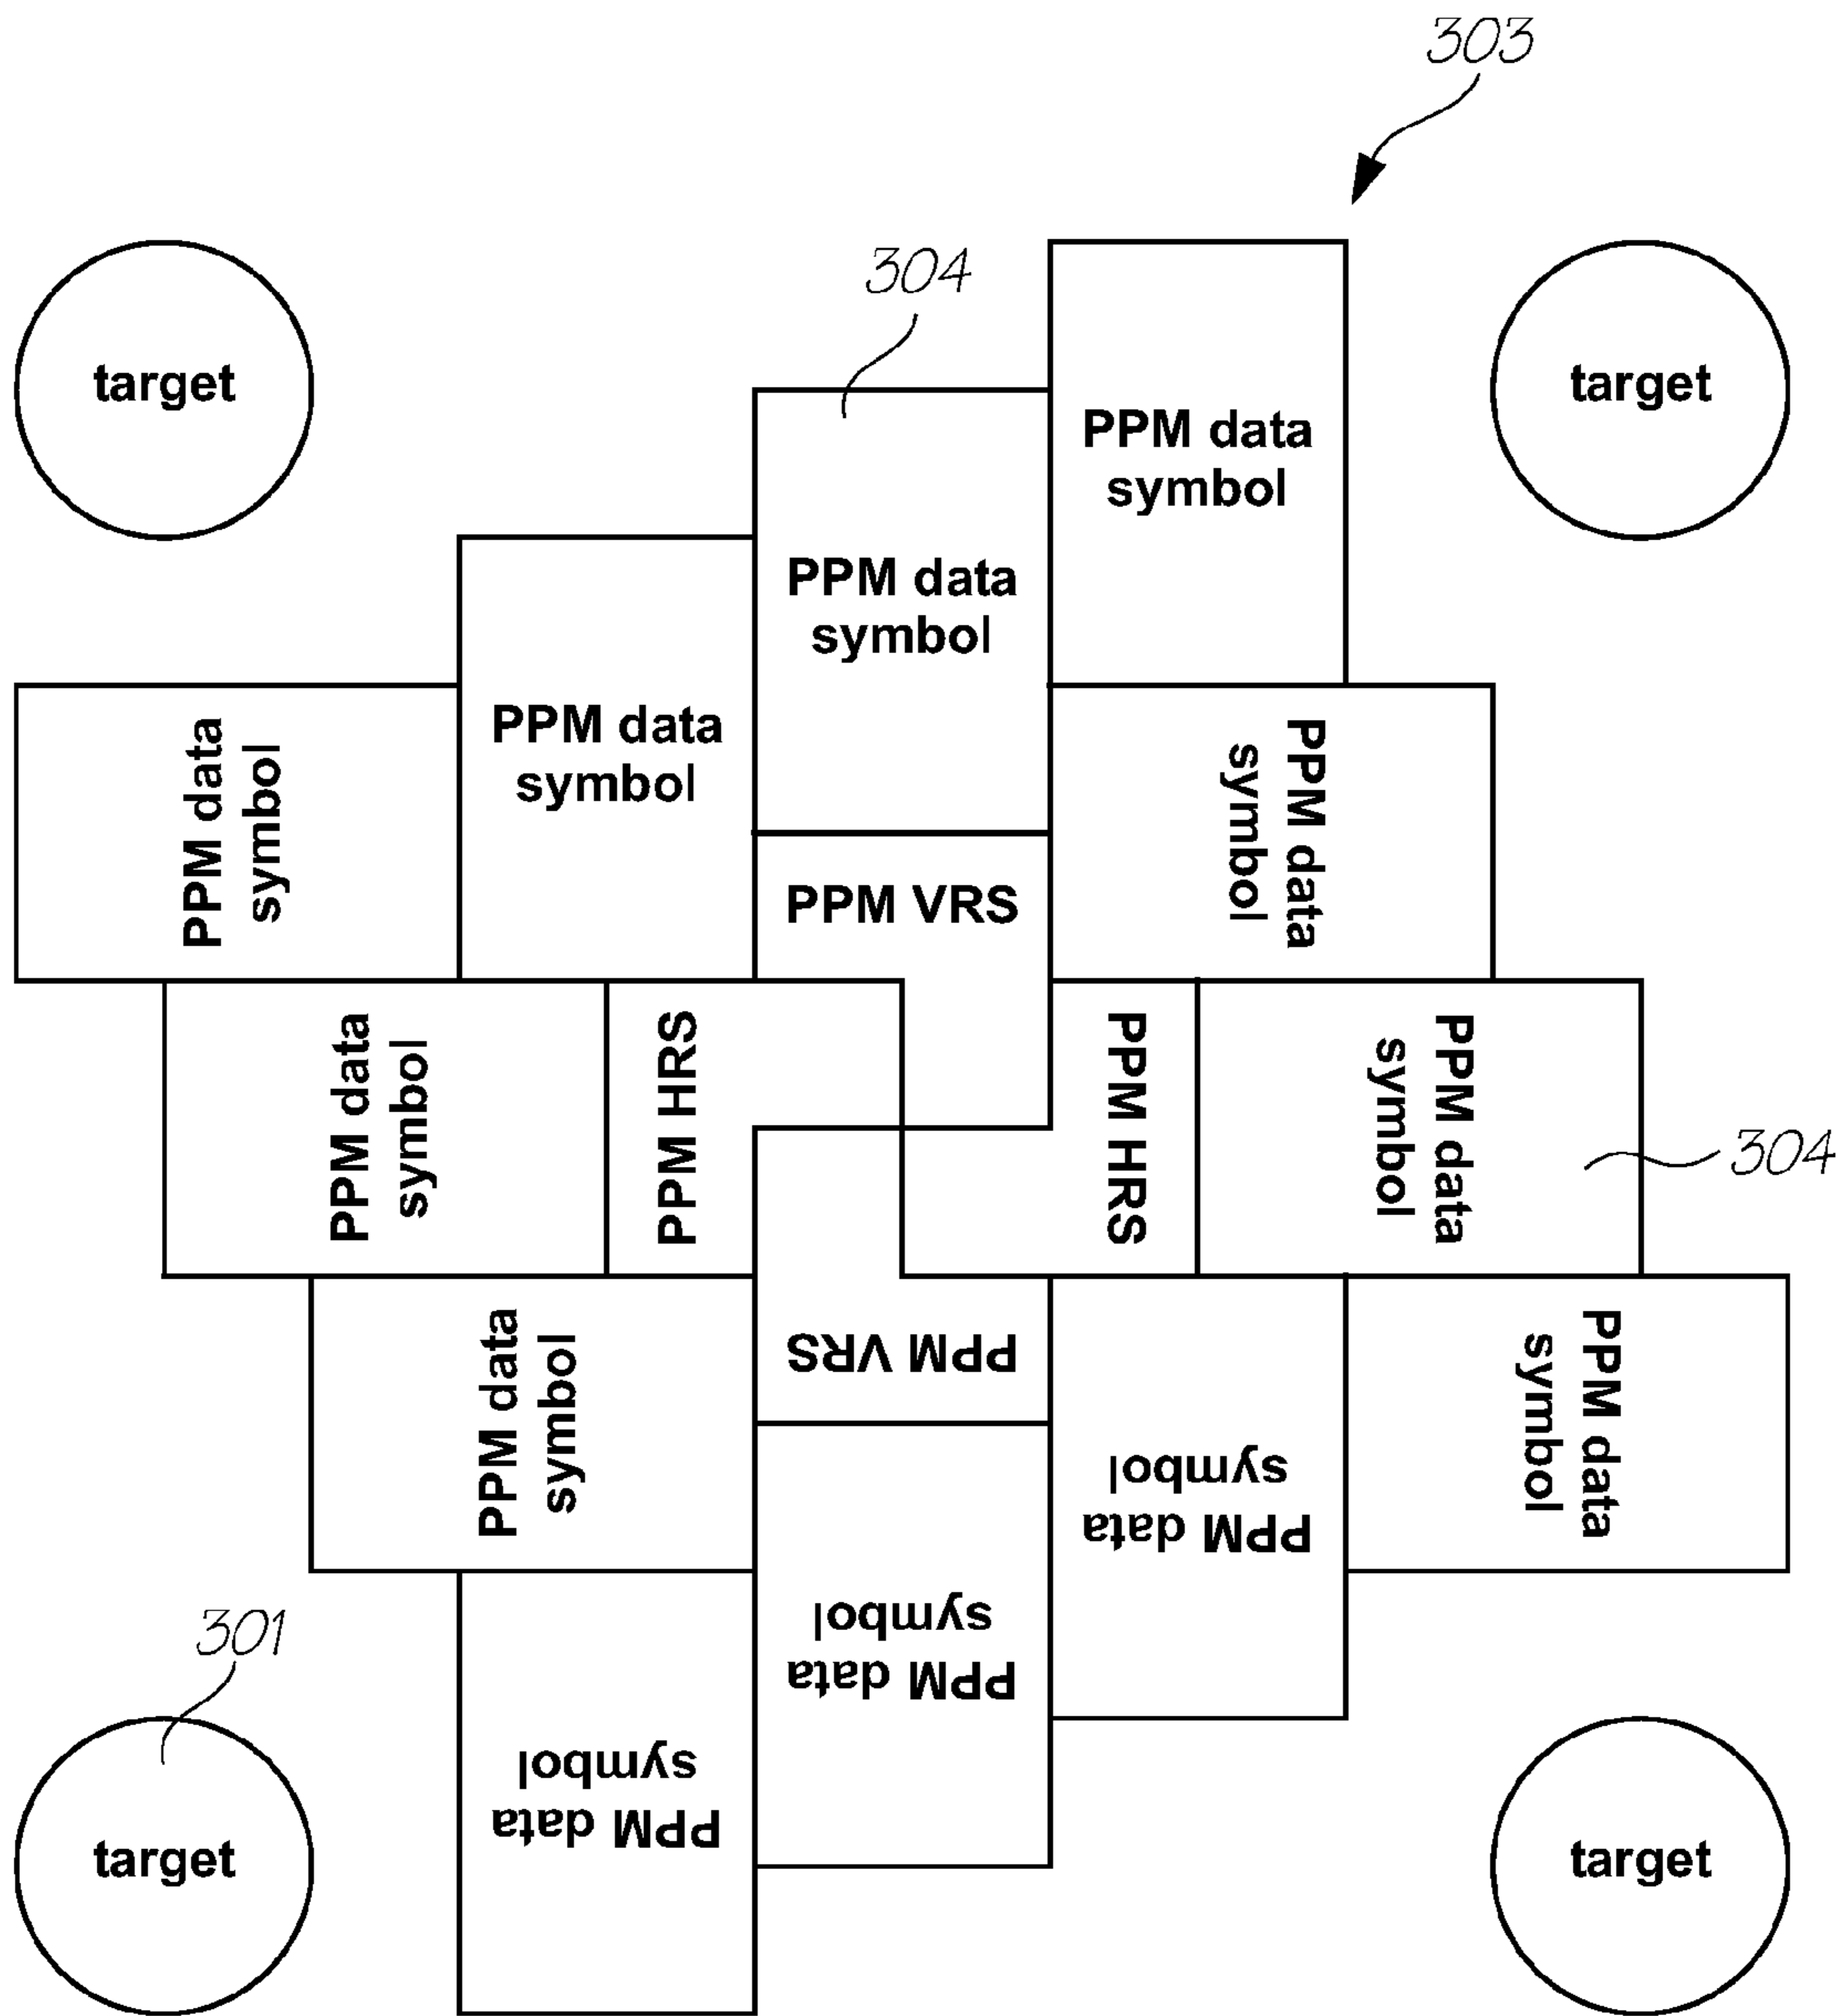 303
304
target
target
PPM data
symbol
PPM data
symbol
PPM data
symbol
PPM data
symbol
PPM data
symbol
PPM VRS
PPM data
symbol
PPM HRS
PPM HRS
PPM data
symbol
304
PPM data
symbol
PPM VRS
PPM data
symbol
PPM data
symbol
PPM data
symbol
301
PPM data
symbol
target
target